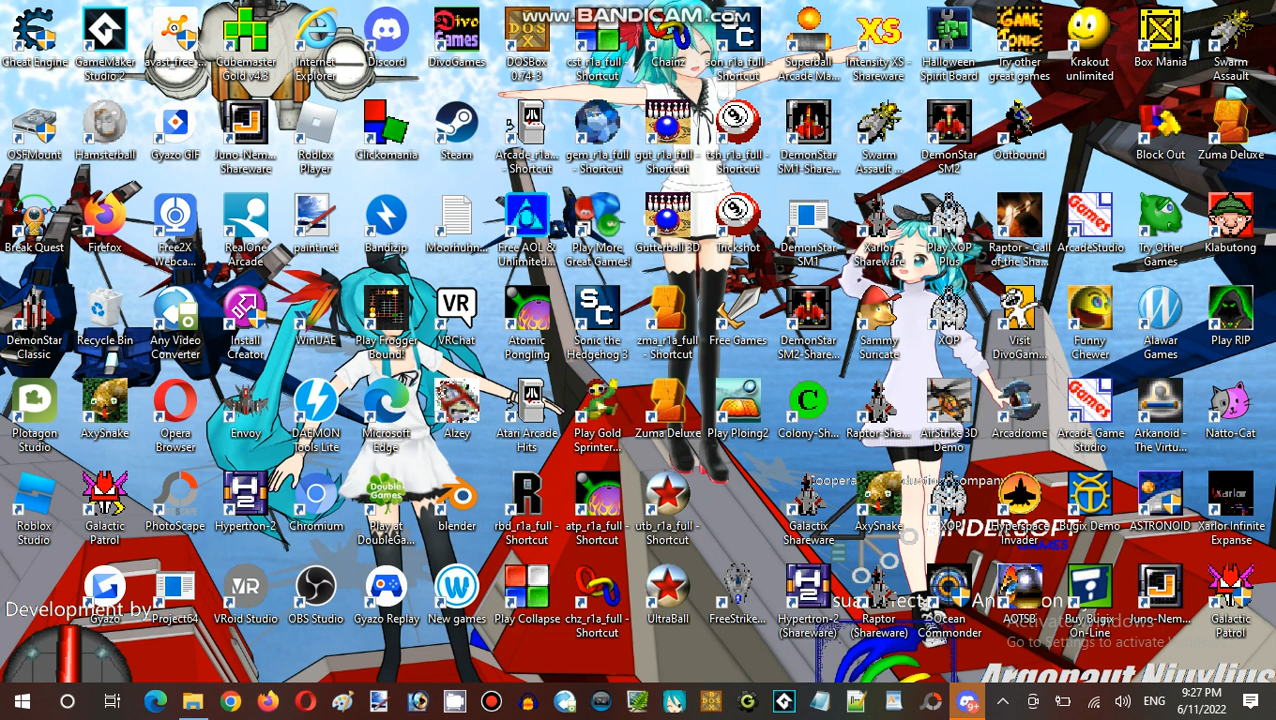 www.BANDICAM.com
Cheat Engine
GameMaker Studio 2
avast_free_...
Cubemaster Gold v4.3
Internet Explorer
Discord
DivoGames
DOSBox 0.74-3
cst_r1a_full - Shortcut
Chainz
son_r1a_full - Shortcut
Superball Arcade Ma...
Intensity XS - Shareware
Halloween Spirit Board
Try other great games
Krakout unlimited
Box Mania
Swarm Assault
OSFMount
Hamsterball
Gyazo GIF
Juno-Nem... Shareware
Roblox Player
Clickomania
Steam
Arcade_r1a... - Shortcut
gem_r1a_full - Shortcut
gut_r1a_full - Shortcut
tsh_r1a_full - Shortcut
DemonStar SM1-Share...
Swarm Assault ...
DemonStar SM2
Outbound
Block Out
Zuma Deluxe
Break Quest
Firefox
Free2X Webca...
RealOne Arcade
paint.net
Bandizip
Moorhuhn...
Free AOL & Unlimited...
Play More Great Games!
Gutterball 3D
Trickshot
DemonStar SM1
Xarlor Shareware
Play XOP Plus
Raptor - Call of the Sha...
ArcadeStudio
Try Other Games
Klabutong
DemonStar Classic
Recycle Bin
Any Video Converter
Install Creator
WinUAE
Play Frogger Bound!
VRChat
Atomic Pongling
Sonic the Hedgehog 3
zma_r1a_full - Shortcut
Free Games
DemonStar SM2-Share...
Sammy Suricate
XOP
Visit DivoGam...
Funny Chewer
Alawar Games
Play RIP
Plotagon Studio
AxySnake
Opera Browser
Envoy
DAEMON Tools Lite
Microsoft Edge
Alzey
Atari Arcade Hits
Play Gold Sprinter...
Zuma Deluxe
Play Ploing2
Colony-Sh...
Raptor-Sha...
AirStrike 3D Demo
Arcadrome
Arcade Game Studio
Arkanoid - The Virtu...
Natto-Cat
Roblox Studio
Galactic Patrol
PhotoScape
Hypertron-2
Chromium
Play at DoubleGa...
blender
rbd_r1a_full - Shortcut
atp_r1a_full - Shortcut
utb_r1a_full - Shortcut
Galactix Shareware
AxySnake
XOP
Hyperspace Invader
Bugix Demo
ASTRONOID
Xarlor Infinite Expanse
Gyazo
Project64
VRoid Studio
OBS Studio
Gyazo Replay
New games
Play Collapse
chz_r1a_full - Shortcut
UltraBall
FreeStrike...
Hypertron-2 (Shareware)
Raptor (Shareware)
Ocean Commonder
AOTSB
Buy Bugix On-Line
Juno-Nem...
Galactic Patrol
Development by
Activate Windows
Go to Settings to activate Windows.
ENG
9:27 PM
6/11/2022